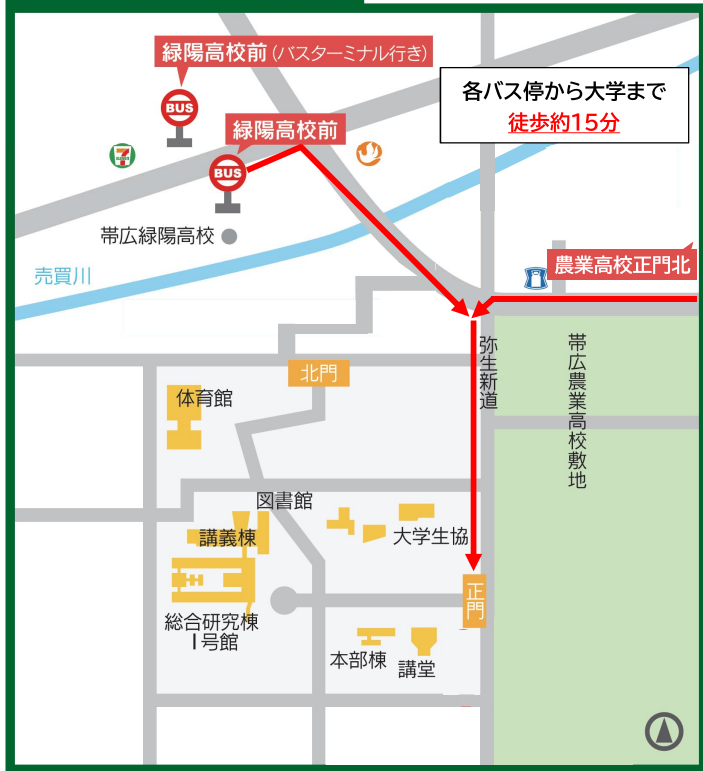 緑陽高校前(バスターミナル行き)
BUS
各バス停から大学まで
徒歩約15分
緑陽高校前
BUS
7
ELEVEN
帯広緑陽高校
売買川
農業高校正門北
弥生新道
帯広農業高校敷地
北門
体育館
図書館
講義棟
大学生協
正門
総合研究棟
Ⅰ号館
本部棟
講堂